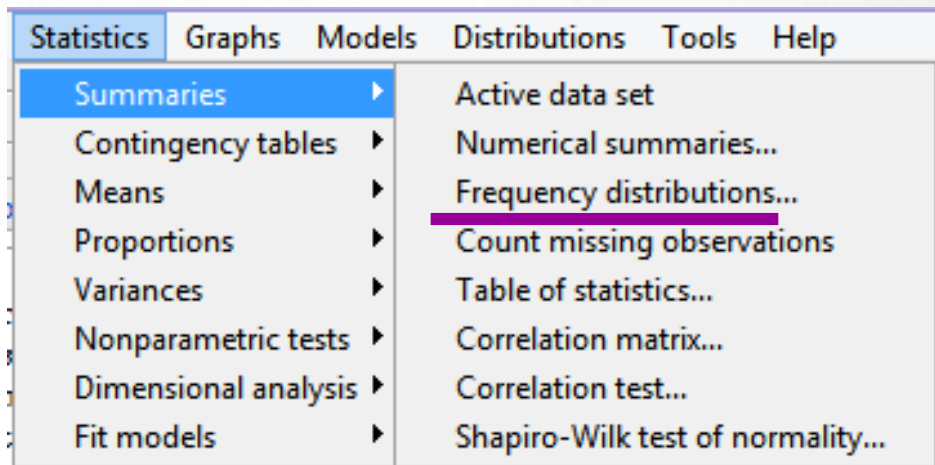 Statistics Graphs Models Distributions Tools Help
Summaries
Contingency tables
Means
Proportions
Variances
Nonparametric tests
Dimensional analysis
Fit models
Active data set
Numerical summaries...
Frequency distributions...
Count missing observations
Table of statistics...
Correlation matrix...
Correlation test...
Shapiro-Wilk test of normality...